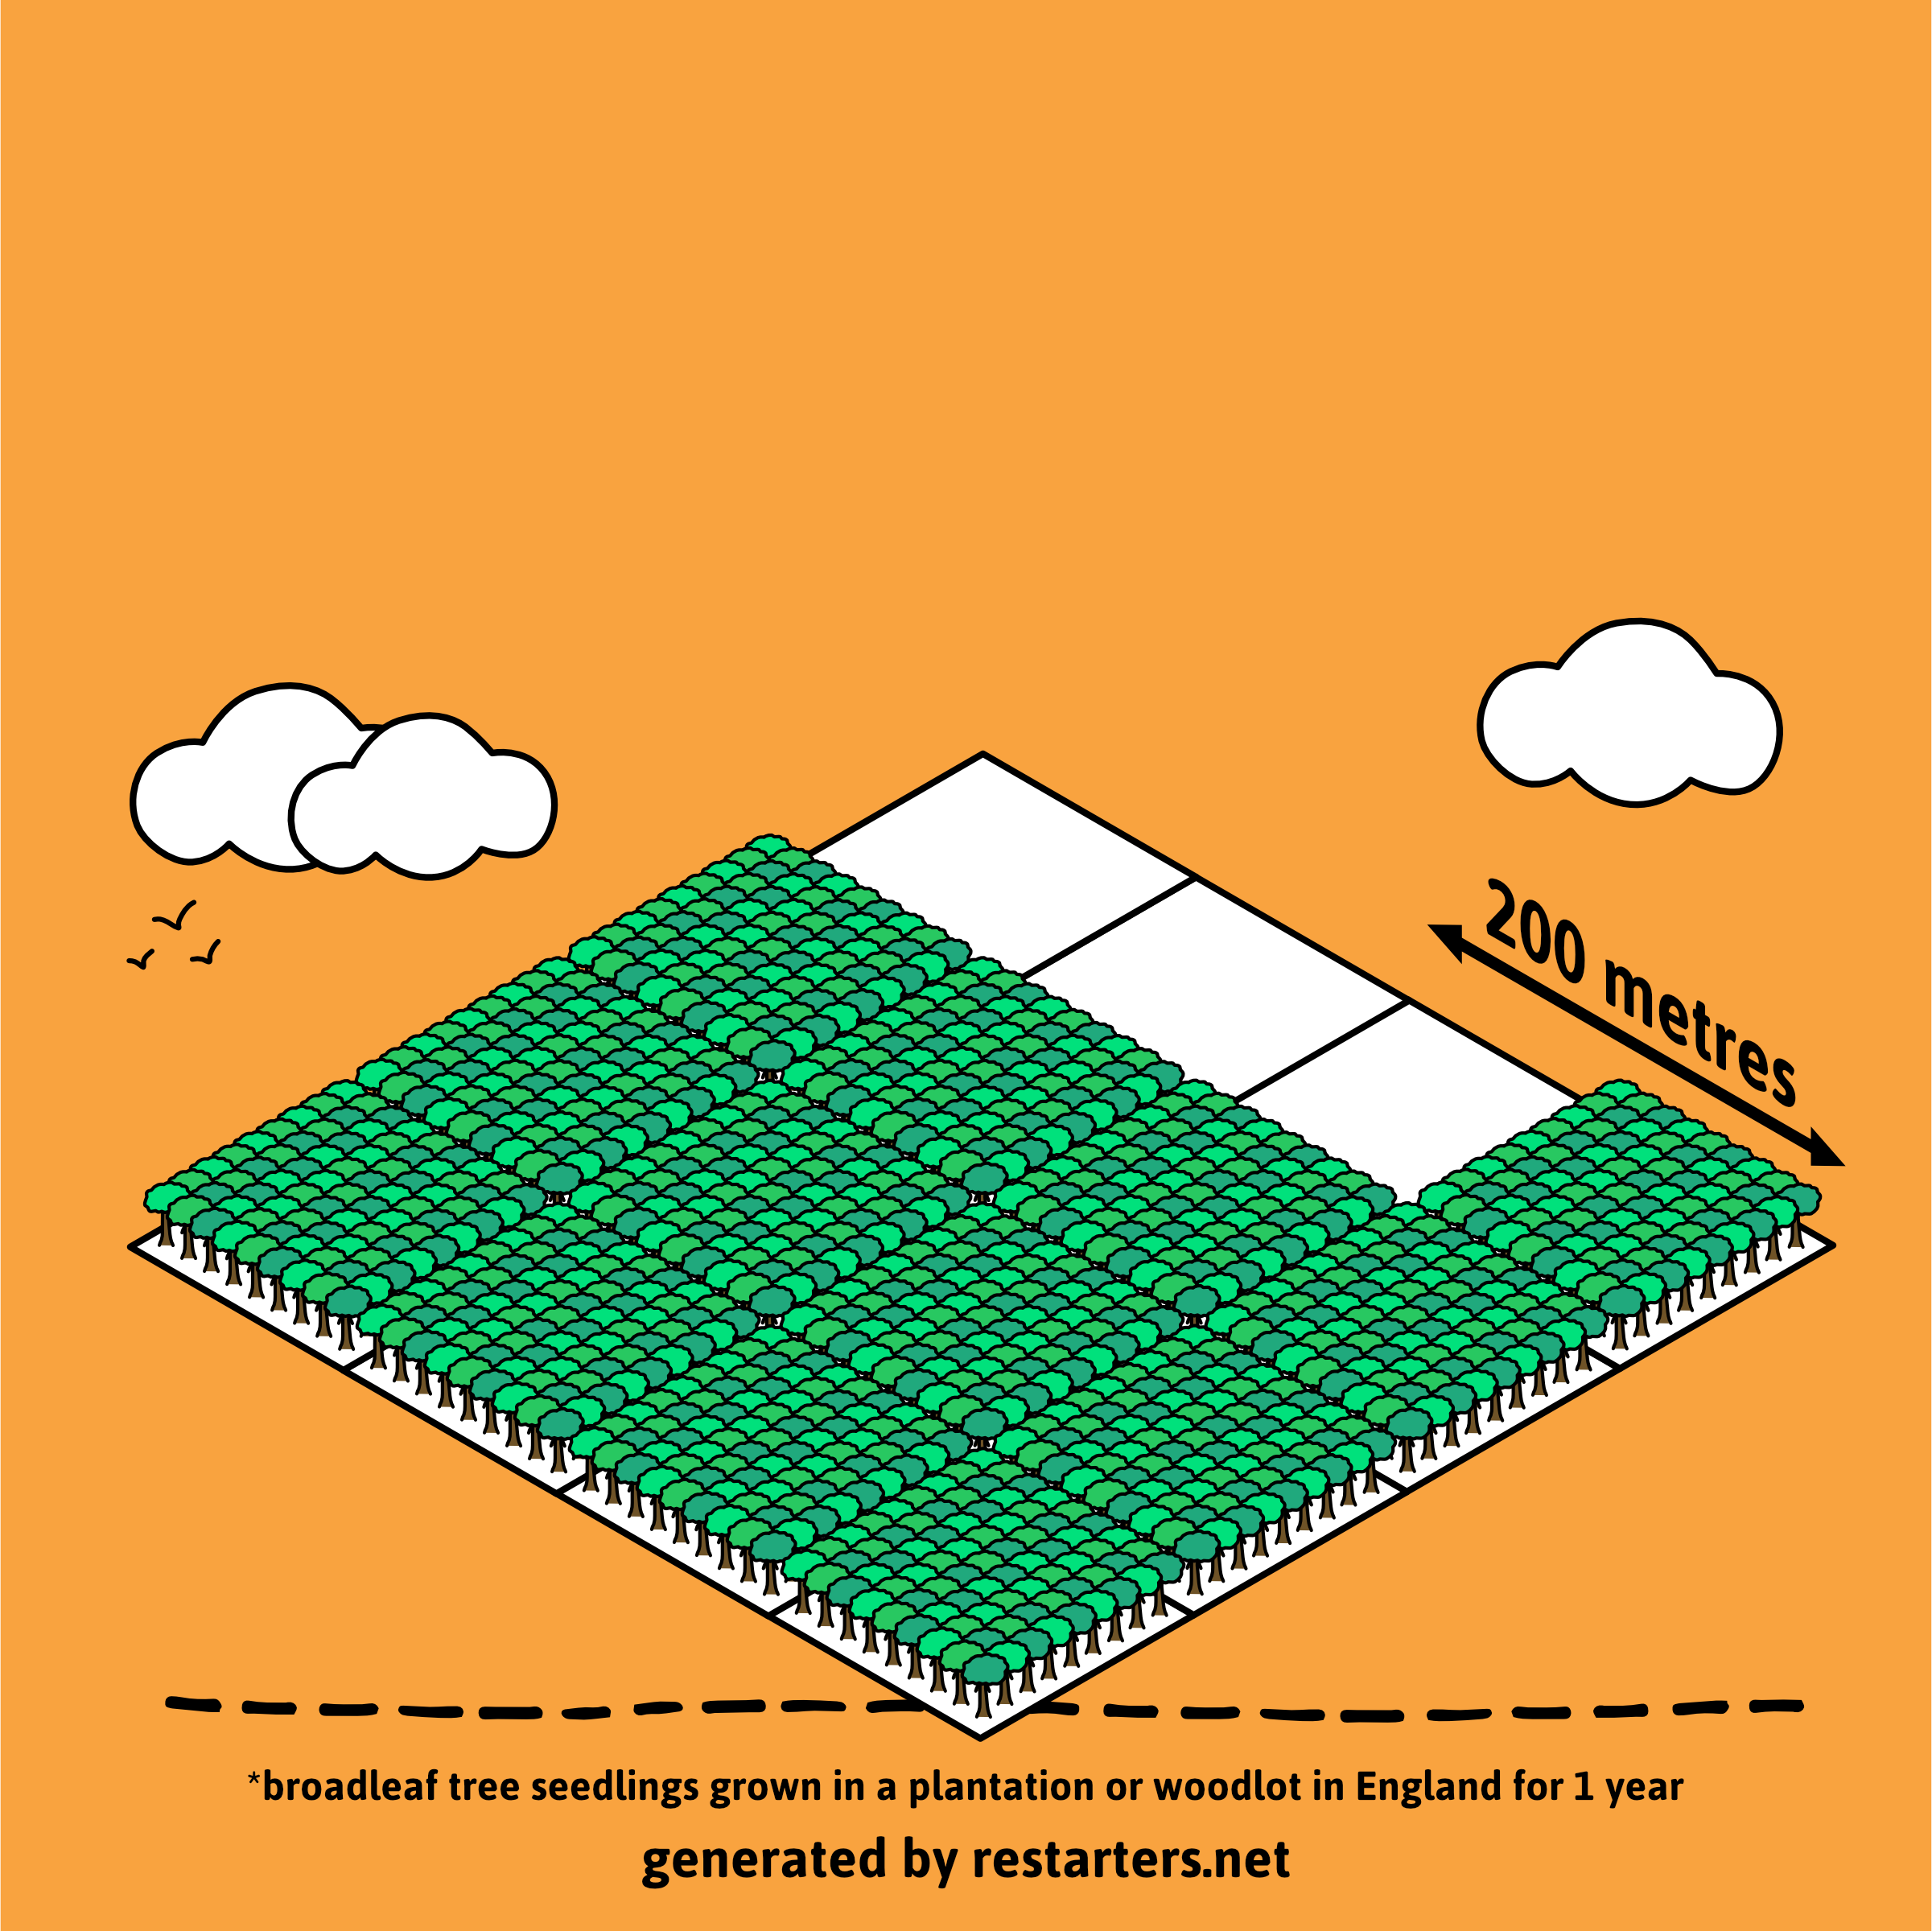 200 metres
*broadleaf tree seedlings grown in a plantation or woodlot in England for 1 year
generated by restarters.net